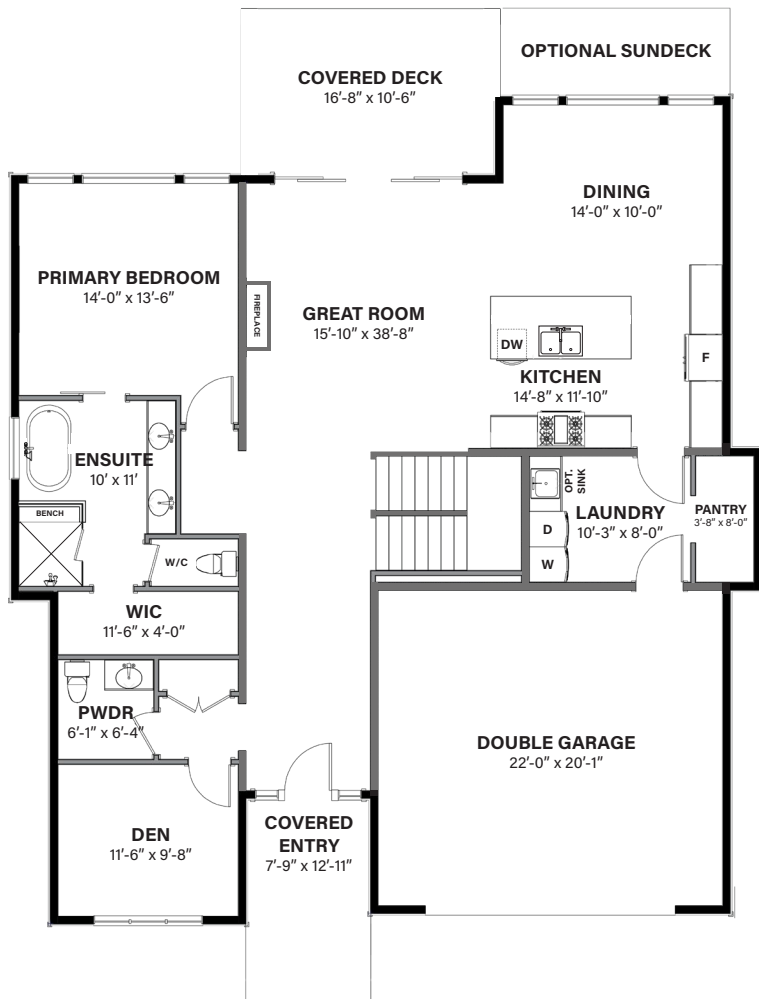 OPTIONAL SUNDECK
COVERED DECK
16′-8″ x 10′-6″
DINING
14′-0″ x 10′-0″
PRIMARY BEDROOM
14′-0″ x 13′-6″
FIREPLACE
GREAT ROOM
15′-10″ x 38′-8″
DW
F
KITCHEN
14′-8″ x 11′-10″
ENSUITE
10′ x 11′
BENCH
W/C
OPT.
SINK
D
W
LAUNDRY
10′-3″ x 8′-0″
PANTRY
3′-8″ x 8′-0″
WIC
11′-6″ x 4′-0″
PWDR
6′-1″ x 6′-4″
DOUBLE GARAGE
22′-0″ x 20′-1″
DEN
11′-6″ x 9′-8″
COVERED
ENTRY
7′-9″ x 12′-11″